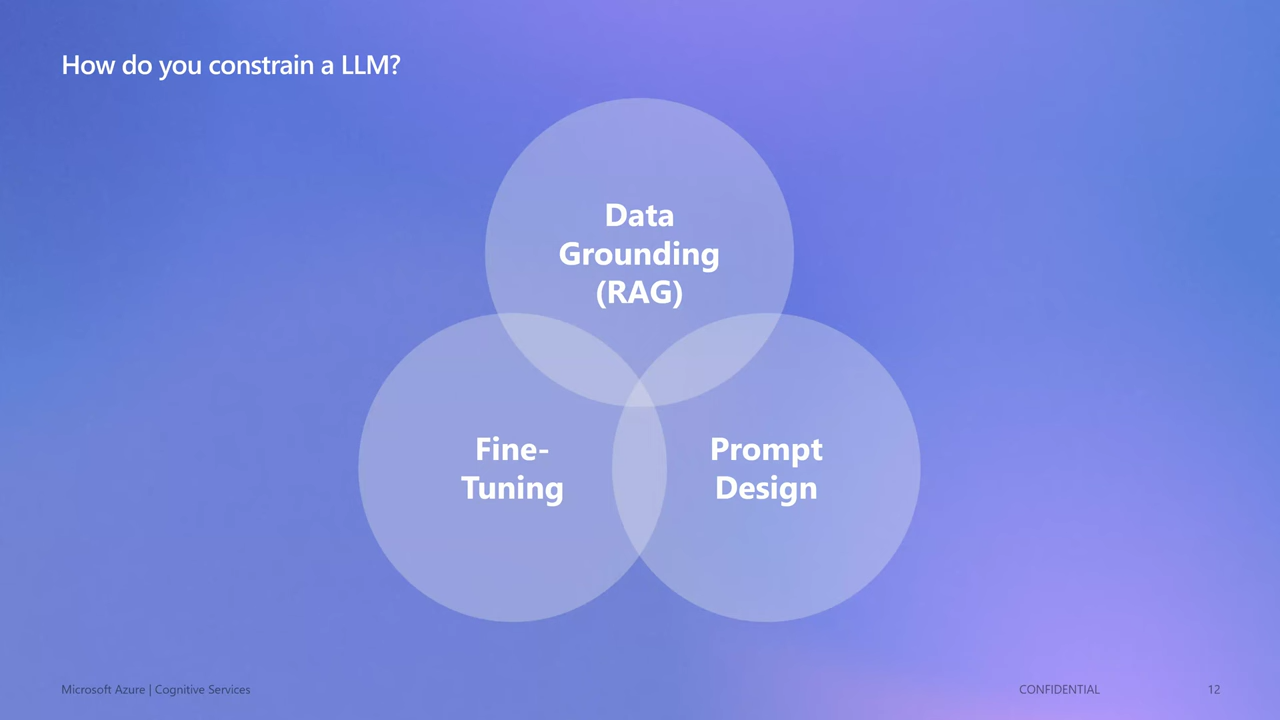 How do you constrain a LLM?
Data
Grounding
(RAG)
Fine-
Tuning
Prompt
Design
Microsoft Azure | Cognitive Services
CONFIDENTIAL
12